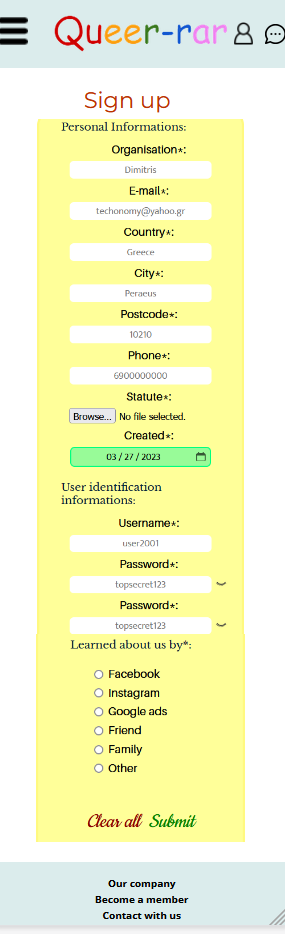 Queer-rar
Sign up
Personal Informations:
Organisation*:
Dimitris
E-mail*:
techonomy@yahoo.gr
Country*:
Greece
City*:
Peraeus
Postcode*:
10210
Phone*:
6900000000
Statute*:
Browse... No file selected.
Created*:
03 / 27 / 2023
User identification
informations:
Username*:
user2001
Password*:
topsecret123
Password*:
topsecret123
Learned about us by*:
Facebook
Instagram
Google ads
Friend
Family
Other
Clear all Submit
Our company
Become a member
Contact with us